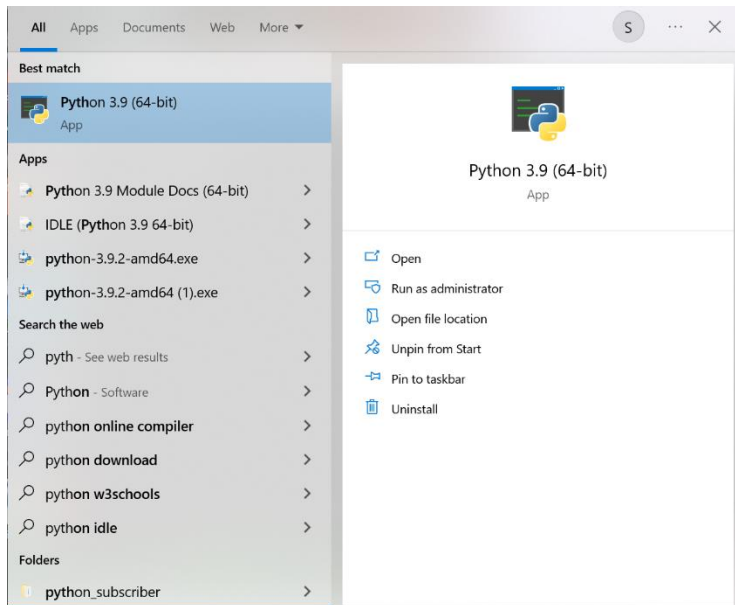 All Apps Documents Web More
S
Best match
Python 3.9 (64-bit)
App
Apps
Python 3.9 Module Docs (64-bit)
IDLE (Python 3.9 64-bit)
python-3.9.2-amd64.exe
python-3.9.2-amd64 (1).exe
Search the web
pyth - See web results
Python - Software
python online compiler
python download
python w3schools
python idle
Folders
python_subscriber
Python 3.9 (64-bit)
App
Open
Run as administrator
Open file location
Unpin from Start
Pin to taskbar
Uninstall